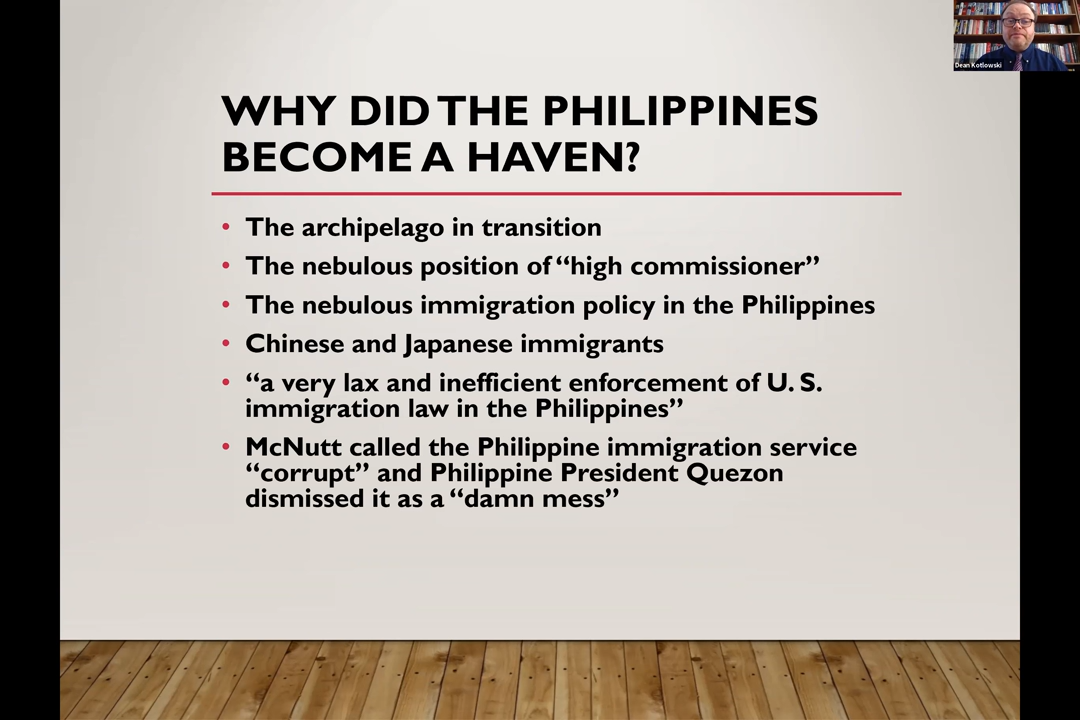 Dean Kotlowski
WHY DID THE PHILIPPINES
BECOME A HAVEN?
• The archipelago in transition
• The nebulous position of “high commissioner”
• The nebulous immigration policy in the Philippines
• Chinese and Japanese immigrants
• “a very lax and inefficient enforcement of U. S.
immigration law in the Philippines”
• McNutt called the Philippine immigration service
“corrupt” and Philippine President Quezon
dismissed it as a “damn mess”